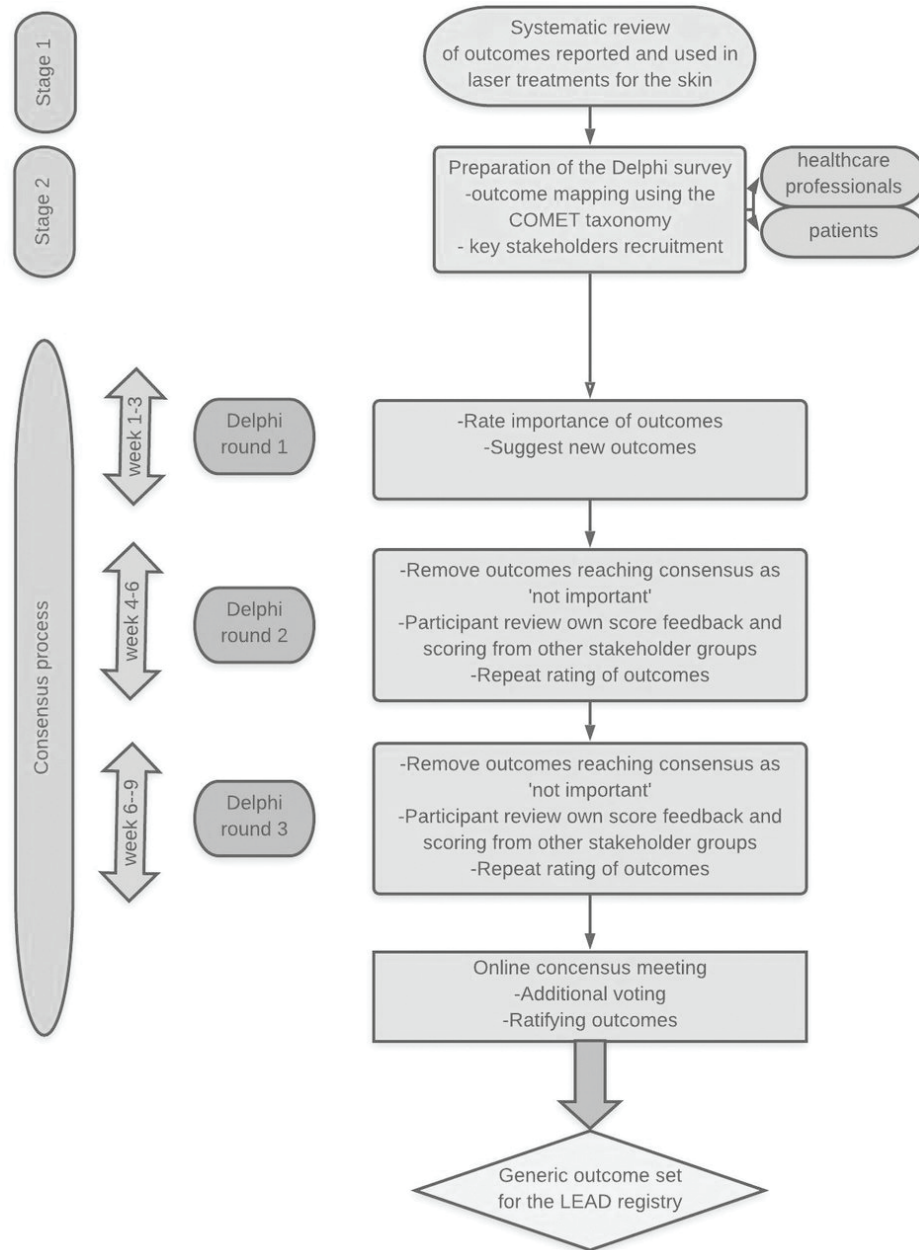 Stage 1
Systematic review
of outcomes reported and used in
laser treatments for the skin
Stage 2
Preparation of the Delphi survey
-outcome mapping using the
COMET taxonomy
- key stakeholders recruitment
healthcare
professionals
patients
Consensus process
week 1-3
Delphi
round 1
-Rate importance of outcomes
-Suggest new outcomes
week 4-6
Delphi
round 2
-Remove outcomes reaching consensus as
'not important'
-Participant review own score feedback and
scoring from other stakeholder groups
-Repeat rating of outcomes
week 6--9
Delphi
round 3
-Remove outcomes reaching consensus as
'not important'
-Participant review own score feedback and
scoring from other stakeholder groups
-Repeat rating of outcomes
Online concensus meeting
-Additional voting
-Ratifying outcomes
Generic outcome set
for the LEAD registry